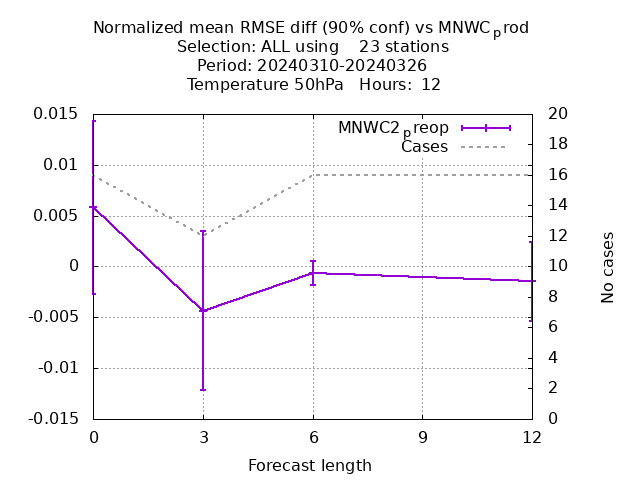 Normalized mean RMSE diff (90% conf) vs MNWCprod
Selection: ALL using    23 stations
Period: 20240310-20240326
Temperature 50hPa   Hours:  12
0.015
0.01
0.005
0
-0.005
-0.01
-0.015
20
18
16
14
12
10
8
6
4
2
0
MNWC2preop
Cases
No cases
0
3
6
9
12
Forecast length